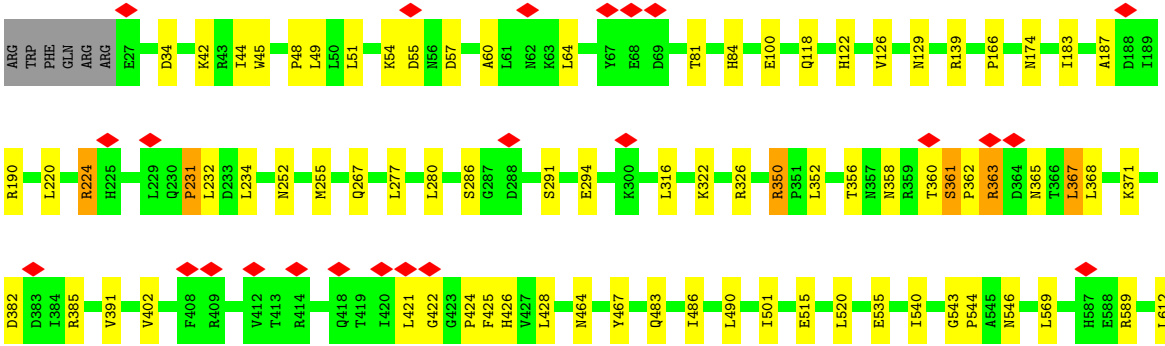 ARG TRP PHE GLN ARG ARG E27 D34 K42 R43 I44 W45 P48 L49 L50 L51 K54 D55 N56 D57 A60 L61 N62 K63 L64 Y67 E68 D69 T81 H84 E100 Q118 H122 V126 N129 R139 P166 N174 I183 A187 D188 I189
R190 L220 R224 H225 L229 Q230 P231 L232 D233 L234 N252 M255 Q267 L277 L280 S286 G287 D288 S291 E294 K300 L316 K322 R326 R350 P351 L352 T356 N357 N358 R359 T360 S361 P362 R363 D364 N365 T366 L367 L368 K371
D382 D383 I384 R385 V391 V402 F408 R409 V412 T413 R414 Q418 T419 I420 L421 G422 G423 P424 F425 H426 V427 L428 N464 Y467 Q483 I486 L490 I501 E515 L520 E535 I540 G543 P544 A545 N546 L569 H587 E588 R589 L612